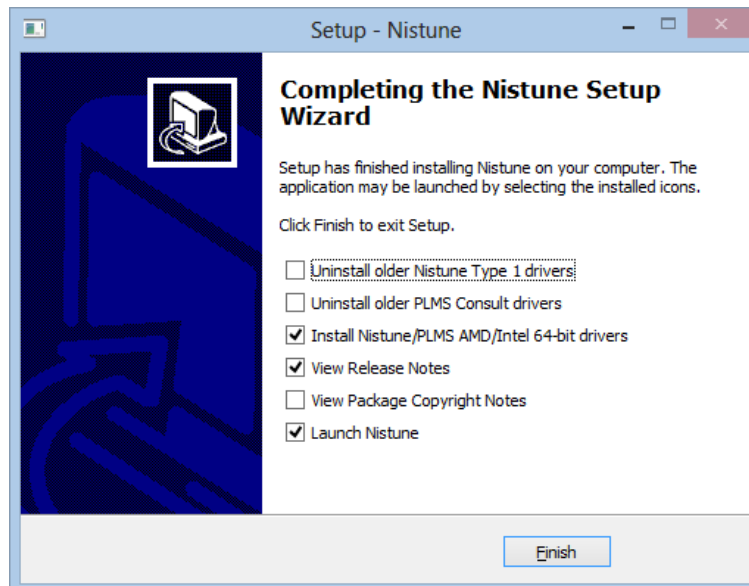 Setup - Nistune
Completing the Nistune Setup
Wizard
Setup has finished installing Nistune on your computer. The
application may be launched by selecting the installed icons.
Click Finish to exit Setup.
Uninstall older Nistune Type 1 drivers
Uninstall older PLMS Consult drivers
Install Nistune/PLMS AMD/Intel 64-bit drivers
View Release Notes
View Package Copyright Notes
Launch Nistune
Finish